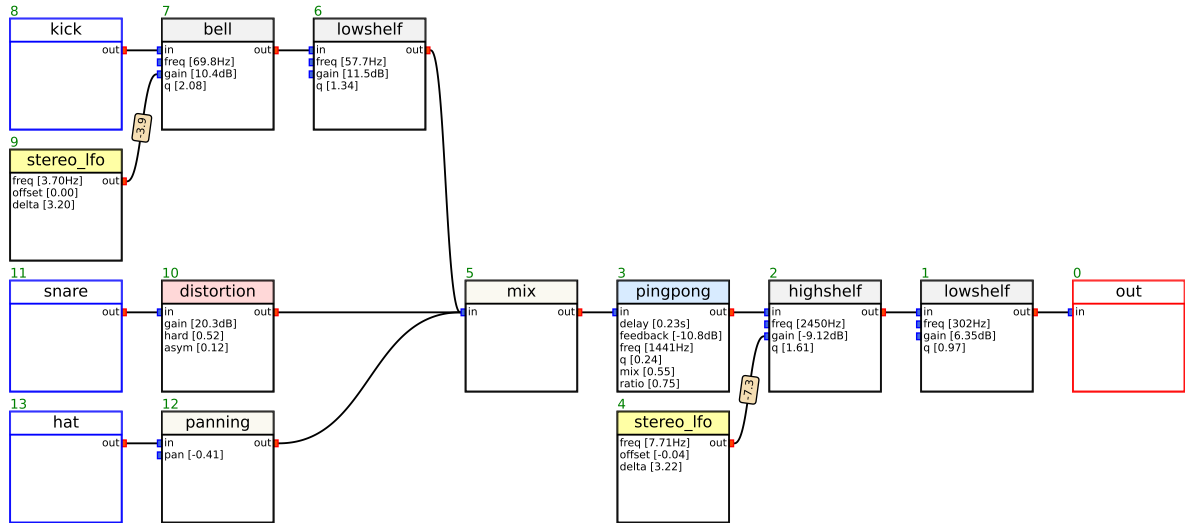 8
kick
out
7
bell
in out
freq [69.8Hz]
gain [10.4dB]
q [2.08]
6
lowshelf
in out
freq [57.7Hz]
gain [11.5dB]
q [1.34]
-3.9
9
stereo_lfo
freq [3.70Hz] out
offset [0.00]
delta [3.20]
11
snare
out
10
distortion
in out
gain [20.3dB]
hard [0.52]
asym [0.12]
5
mix
in out
3
pingpong
in out
delay [0.23s]
feedback [-10.8dB]
freq [1441Hz]
q [0.24]
mix [0.55]
ratio [0.75]
2
highshelf
in out
freq [2450Hz]
gain [-9.12dB]
q [1.61]
1
lowshelf
in out
freq [302Hz]
gain [6.35dB]
q [0.97]
0
out
in
-7.3
13
hat
out
12
panning
in out
pan [-0.41]
4
stereo_lfo
freq [7.71Hz] out
offset [-0.04]
delta [3.22]